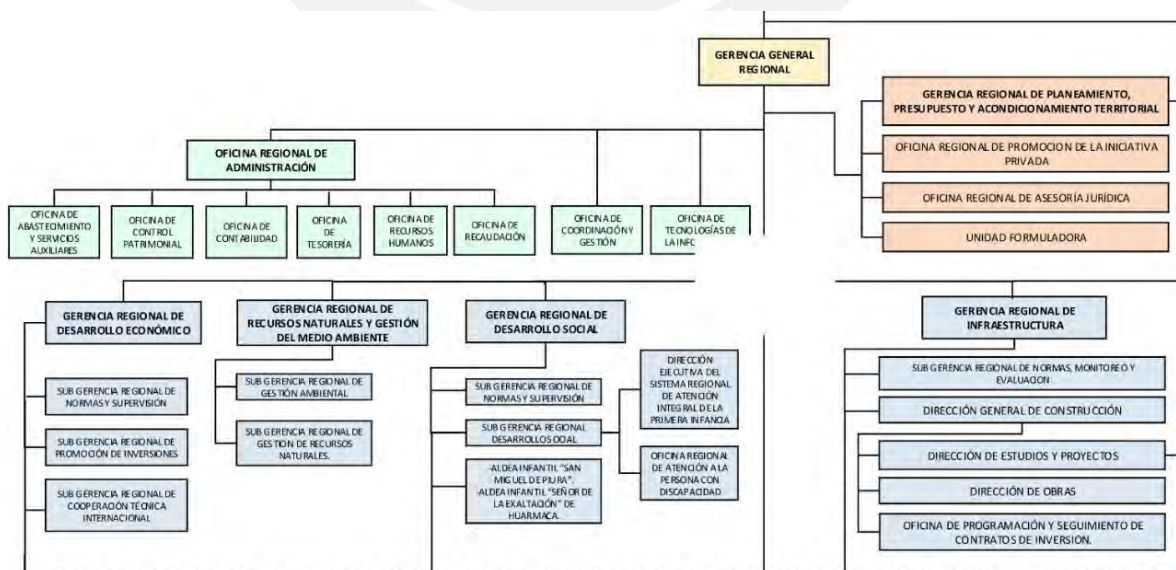 GERENCIA GENERAL
REGIONAL
GERENCIA REGIONAL DE PLANEAMIENTO,
PRESUPUESTO Y ACONDICIONAMIENTO TERRITORIAL
OFICINA REGIONAL DE PROMOCION DE LA INICIATIVA
PRIVADA
OFICINA REGIONAL DE ASESORÍA JURÍDICA
UNIDAD FORMULADORA
OFICINA REGIONAL DE
ADMINISTRACIÓN
OFICINA DE
ABASTECIMIENTO
Y SERVICIOS
AUXILIARES
OFICINA DE
CONTROL
PATRIMONIAL
OFICINA DE
CONTABILIDAD
OFICINA
DE
TESORERÍA
OFICINA DE
RECURSOS
HUMANOS
OFICINA DE
RECAUDACIÓN
OFICINA DE
COORDINACIÓN Y
GESTIÓN
OFICINA DE
TECNOLOGÍAS DE
LA INFO
GERENCIA REGIONAL DE
DESARROLLO ECONÓMICO
SUB GERENCIA REGIONAL DE
NORMAS Y SUPERVISIÓN
SUB GERENCIA REGIONAL DE
PROMOCIÓN DE INVERSIONES
SUB GERENCIA REGIONAL DE
COOPERACIÓN TÉCNICA
INTERNACIONAL
GERENCIA REGIONAL DE
RECURSOS NATURALES Y GESTIÓN
DEL MEDIO AMBIENTE
SUB GERENCIA REGIONAL DE
GESTIÓN AMBIENTAL
SUB GERENCIA REGIONAL DE
GESTION DE RECURSOS
NATURALES.
GERENCIA REGIONAL DE
DESARROLLO SOCIAL
SUB GERENCIA REGIONAL DE
NORMAS Y SUPERVISIÓN
SUB GERENCIA REGIONAL
DESARROLLO SOCIAL
-ALDEA INFANTIL "SAN
MIGUEL DE PIURA".
-ALDEA INFANTIL "SEÑOR DE
LA EXALTACIÓN" DE
HUARMACA.
DIRECCIÓN
EJECUTIVA DEL
SISTEMA REGIONAL
DE ATENCIÓN
INTEGRAL DE LA
PRIMERA INFANCIA
OFICINA REGIONAL
DE ATENCIÓN A LA
PERSONA CON
DISCAPACIDAD
GERENCIA REGIONAL DE
INFRAESTRUCTURA
SUB GERENCIA REGIONAL DE NORMAS, MONITOREO Y
EVALUACION
DIRECCIÓN GENERAL DE CONSTRUCCIÓN
DIRECCIÓN DE ESTUDIOS Y PROYECTOS
DIRECCIÓN DE OBRAS
OFICINA DE PROGRAMACIÓN Y SEGUIMIENTO DE
CONTRATOS DE INVERSIÓN.